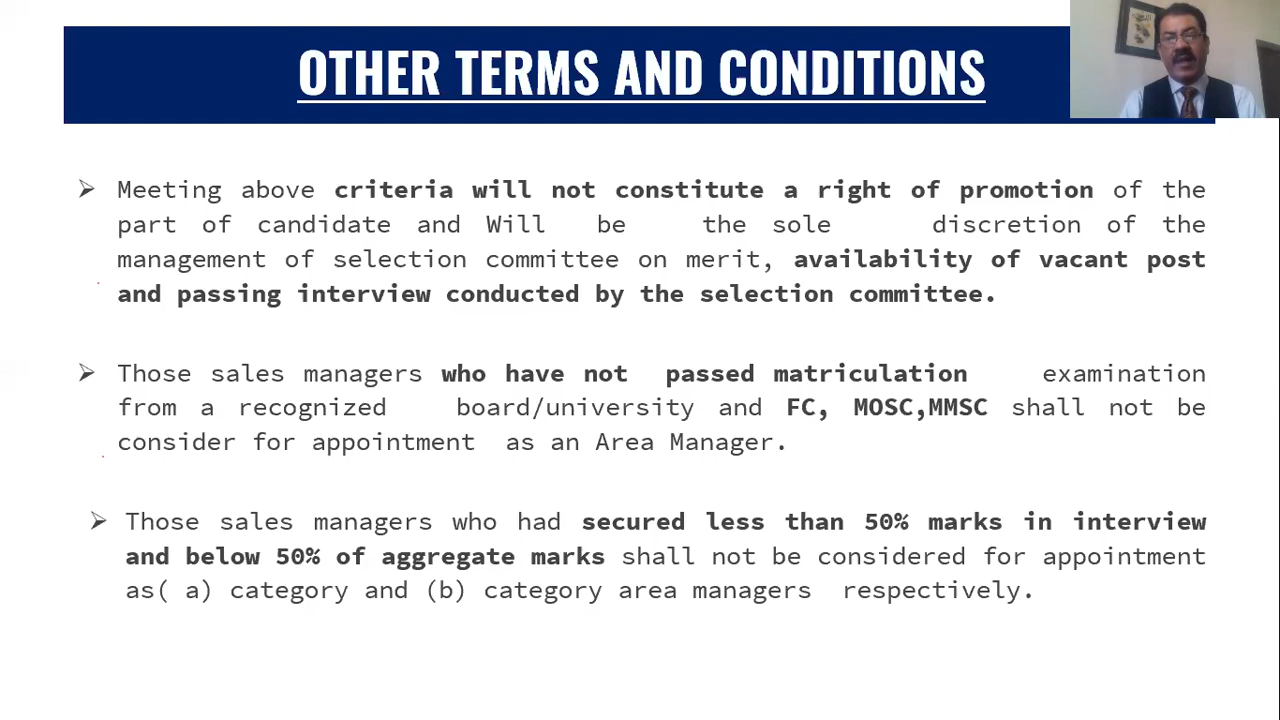 OTHER TERMS AND CONDITIONS
Meeting above criteria will not constitute a right of promotion of the
part of candidate and Will be the sole discretion of the
management of selection committee on merit, availability of vacant post
and passing interview conducted by the selection committee.
Those sales managers who have not passed matriculation examination
from a recognized board/university and FC, MOSC,MMSC shall not be
consider for appointment as an Area Manager.
Those sales managers who had secured less than 50% marks in interview
and below 50% of aggregate marks shall not be considered for appointment
as( a) category and (b) category area managers respectively.